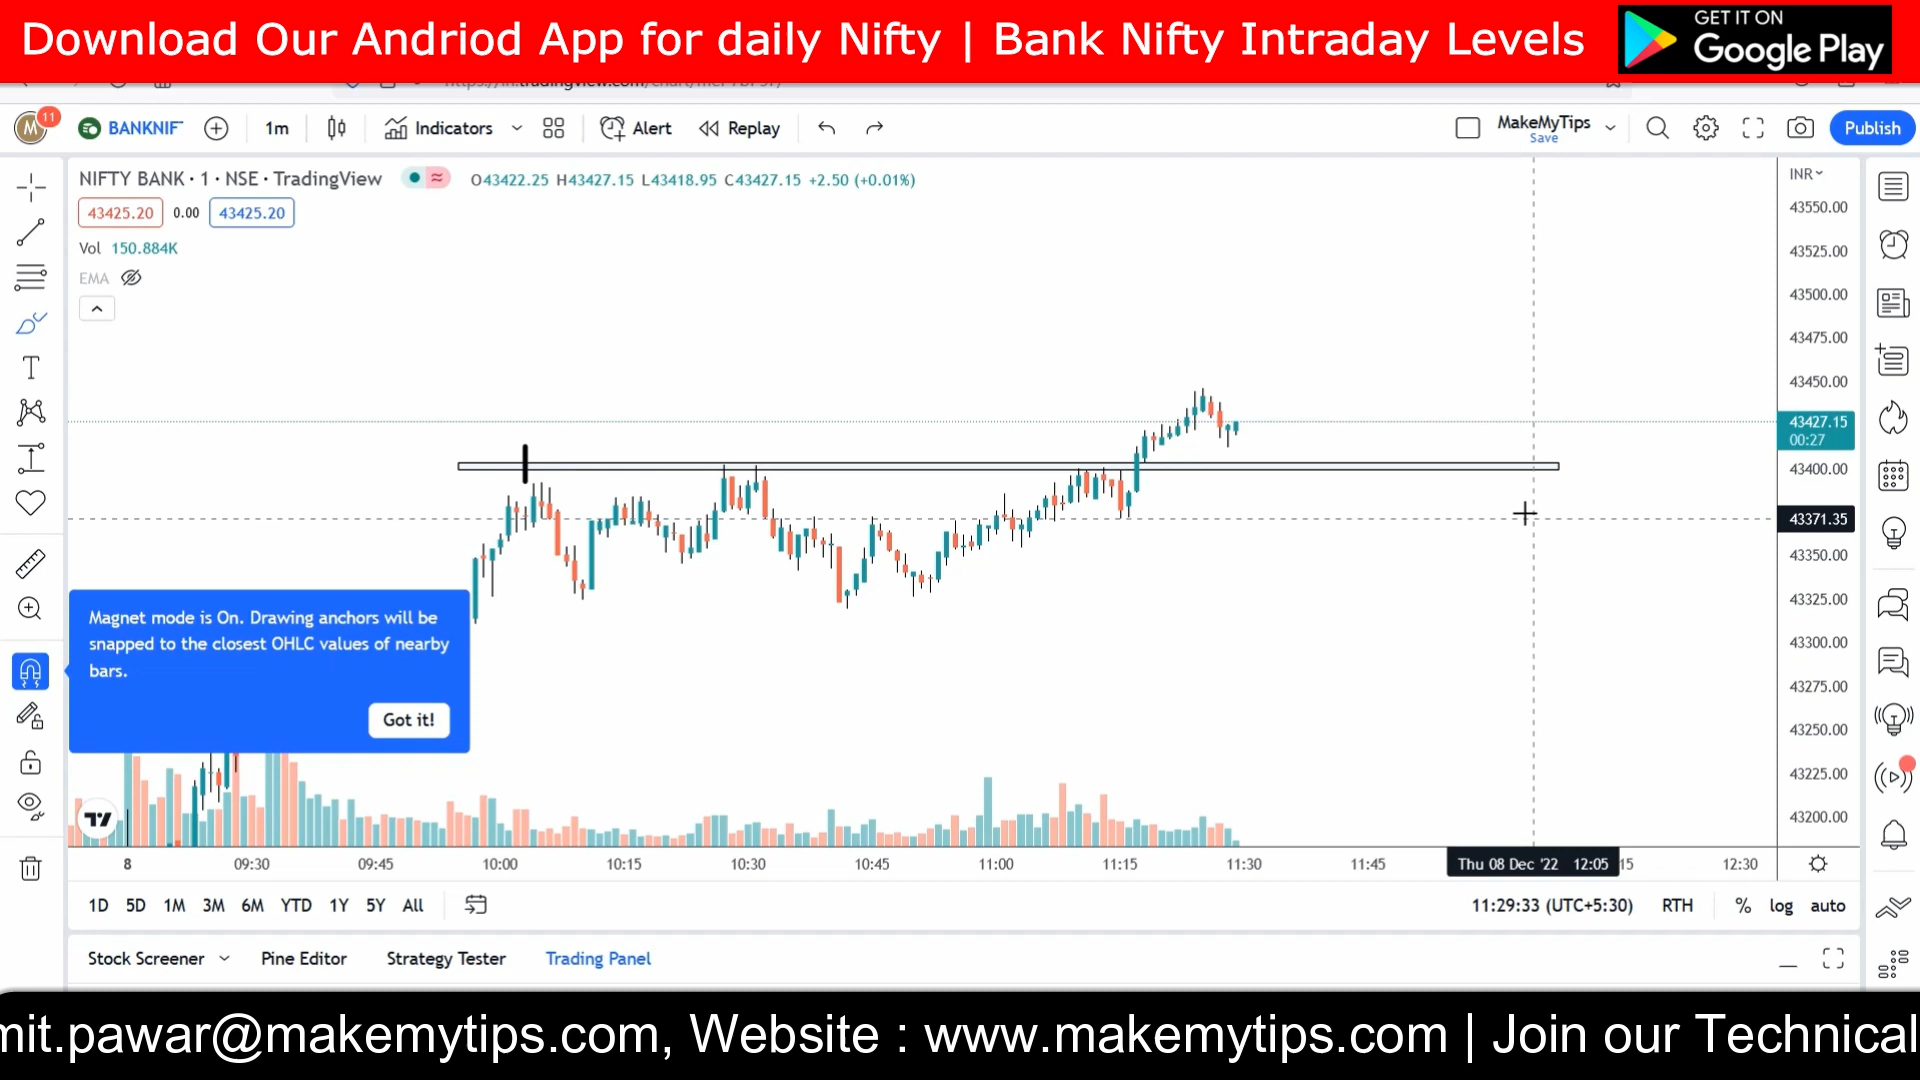 Download Our Andriod App for daily Nifty | Bank Nifty Intraday Levels
GET IT ON
Google Play
M
11
BANKNIF
1m
Indicators
Alert
Replay
MakeMyTips
Save
Publish
NIFTY BANK · 1 · NSE · TradingView
O43422.25 H43427.15 L43418.95 C43427.15 +2.50 (+0.01%)
INR
43425.20 0.00 43425.20
Vol 150.884K
EMA
43550.00
43525.00
43500.00
43475.00
43450.00
43427.15
00:27
43400.00
43371.35
43350.00
43325.00
43300.00
43275.00
43250.00
43225.00
43200.00
Magnet mode is On. Drawing anchors will be
snapped to the closest OHLC values of nearby
bars.
Got it!
8 09:30 09:45 10:00 10:15 10:30 10:45 11:00 11:15 11:30 11:45 Thu 08 Dec '22 12:05 15 12:30
1D 5D 1M 3M 6M YTD 1Y 5Y All
11:29:33 (UTC+5:30) RTH % log auto
Stock Screener Pine Editor Strategy Tester Trading Panel
mit.pawar@makemytips.com, Website : www.makemytips.com | Join our Technical